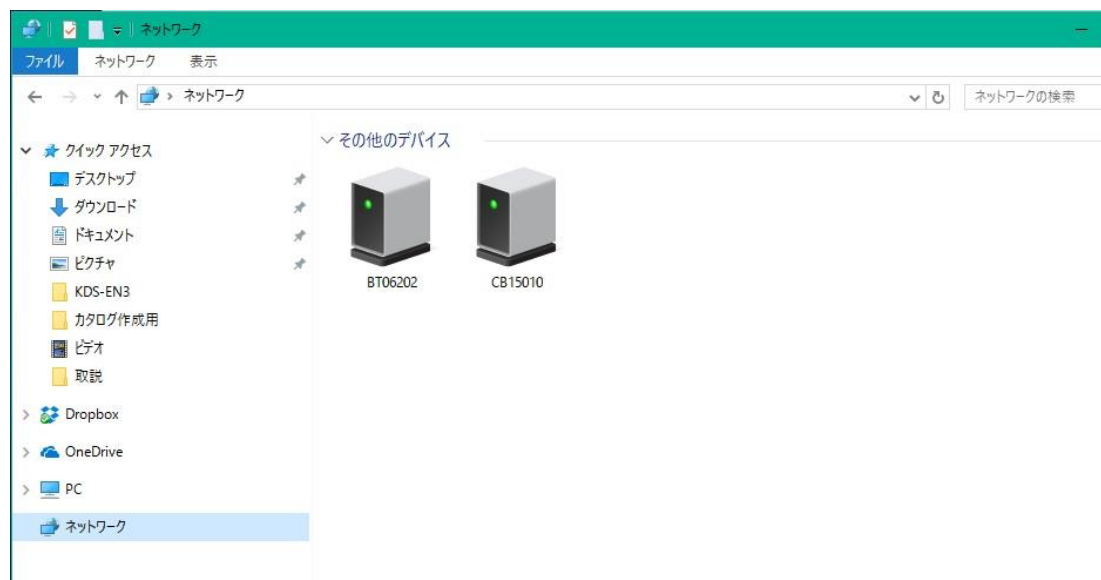 ネットワーク
ファイル ネットワーク 表示
ネットワーク ネットワークの検索
クイック アクセス
デスクトップ
ダウンロード
ドキュメント
ピクチャ
KDS-EN3
カタログ作成用
ビデオ
取説
Dropbox
OneDrive
PC
ネットワーク
その他のデバイス
BT06202 CB15010